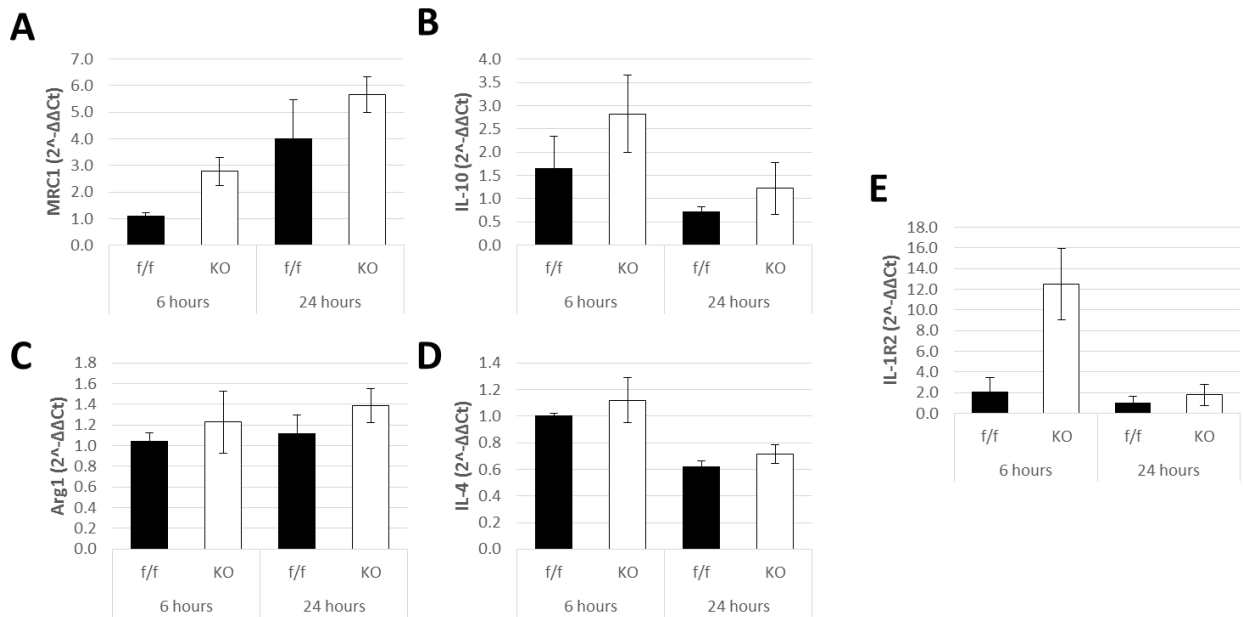 A
MRC1 (2^-ΔΔCt)
7.0
6.0
5.0
4.0
3.0
2.0
1.0
0.0
f/f KO f/f KO
6 hours 24 hours
B
IL-10 (2^-ΔΔCt)
4.0
3.5
3.0
2.5
2.0
1.5
1.0
0.5
0.0
f/f KO f/f KO
6 hours 24 hours
C
Arg1 (2^-ΔΔCt)
1.8
1.6
1.4
1.2
1.0
0.8
0.6
0.4
0.2
0.0
f/f KO f/f KO
6 hours 24 hours
D
IL-4 (2^-ΔΔCt)
1.4
1.2
1.0
0.8
0.6
0.4
0.2
0.0
f/f KO f/f KO
6 hours 24 hours
E
IL-1R2 (2^-ΔΔCt)
18.0
16.0
14.0
12.0
10.0
8.0
6.0
4.0
2.0
0.0
f/f KO f/f KO
6 hours 24 hours